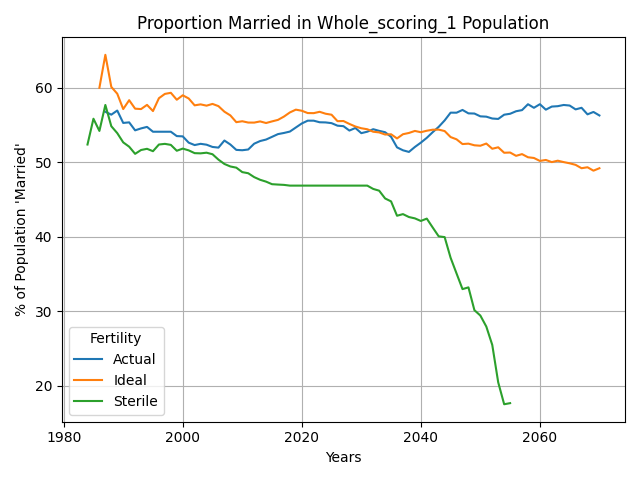 Proportion Married in Whole_scoring_1 Population
% of Population 'Married'
60
50
40
30
20
Fertility
Actual
Ideal
Sterile
1980
2000
2020
2040
2060
Years